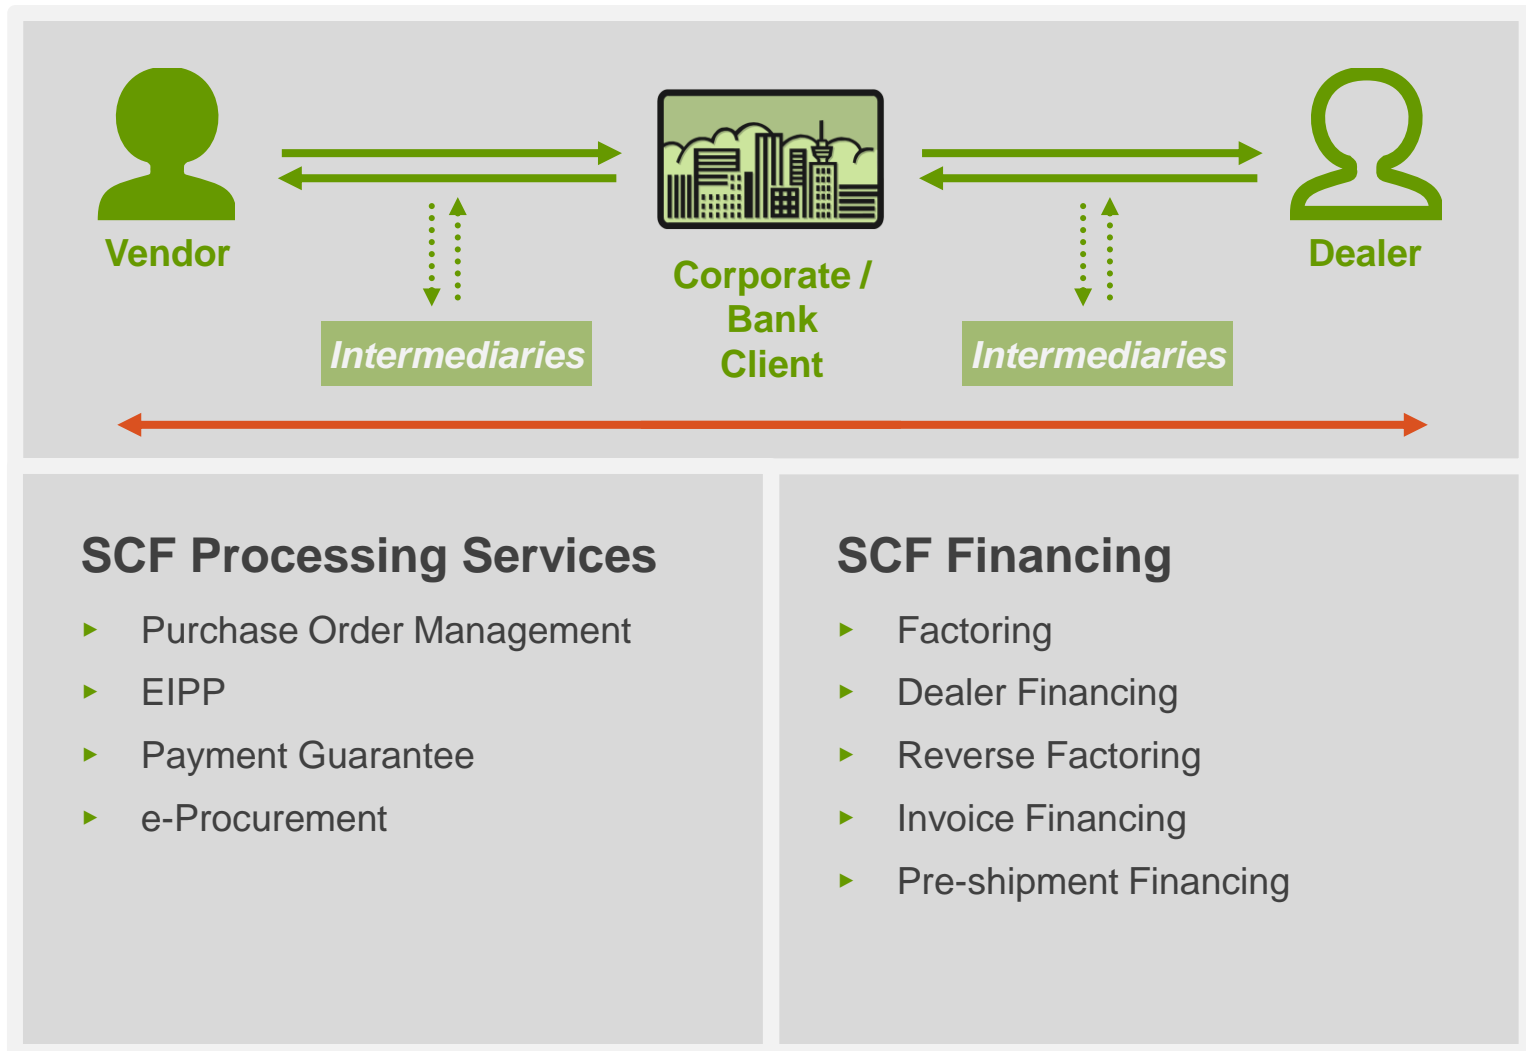 Vendor
Corporate /
Bank
Client
Dealer
Intermediaries
Intermediaries
SCF Processing Services
Purchase Order Management
EIPP
Payment Guarantee
e-Procurement
SCF Financing
Factoring
Dealer Financing
Reverse Factoring
Invoice Financing
Pre-shipment Financing